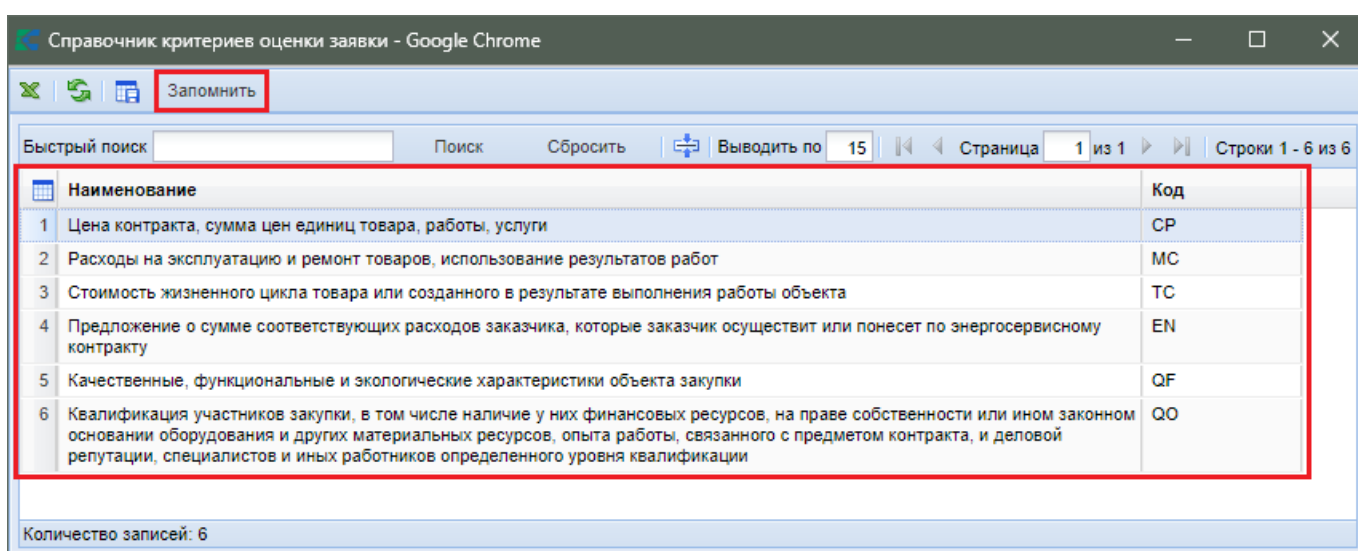 Справочник критериев оценки заявки - Google Chrome
Запомнить
Быстрый поиск Поиск Сбросить Выводить по 15 Страница 1 из 1 Строки 1 - 6 из 6
Наименование Код
1 Цена контракта, сумма цен единиц товара, работы, услуги CP
2 Расходы на эксплуатацию и ремонт товаров, использование результатов работ MC
3 Стоимость жизненного цикла товара или созданного в результате выполнения работы объекта TC
4 Предложение о сумме соответствующих расходов заказчика, которые заказчик осуществит или понесет по энергосервисному EN
контракту
5 Качественные, функциональные и экологические характеристики объекта закупки QF
6 Квалификация участников закупки, в том числе наличие у них финансовых ресурсов, на праве собственности или ином законном QO
основании оборудования и других материальных ресурсов, опыта работы, связанного с предметом контракта, и деловой
репутации, специалистов и иных работников определенного уровня квалификации
Количество записей: 6